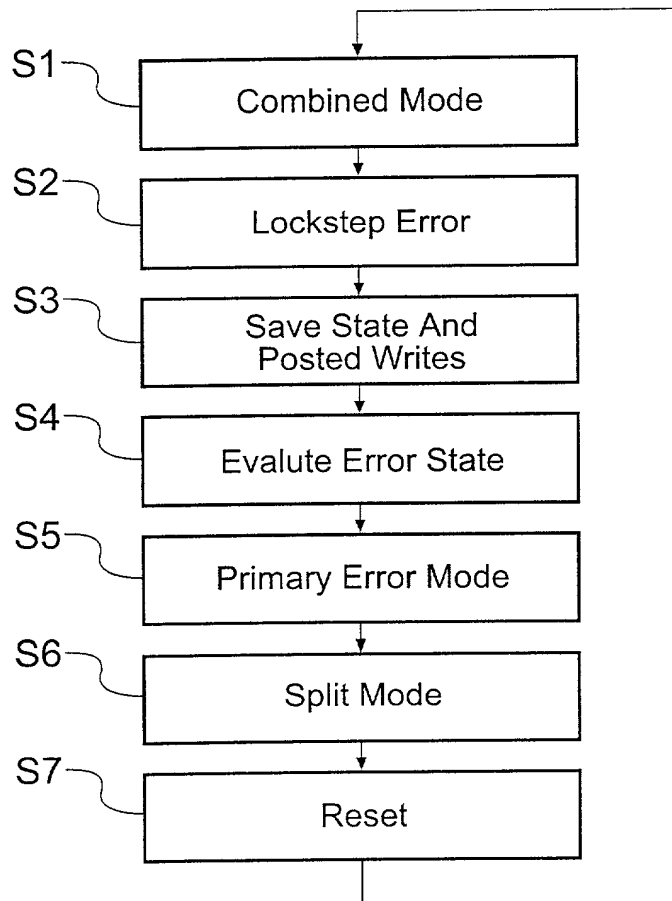 S1
Combined Mode
S2
Lockstep Error
S3
Save State And
Posted Writes
S4
Evalute Error State
S5
Primary Error Mode
S6
Split Mode
S7
Reset